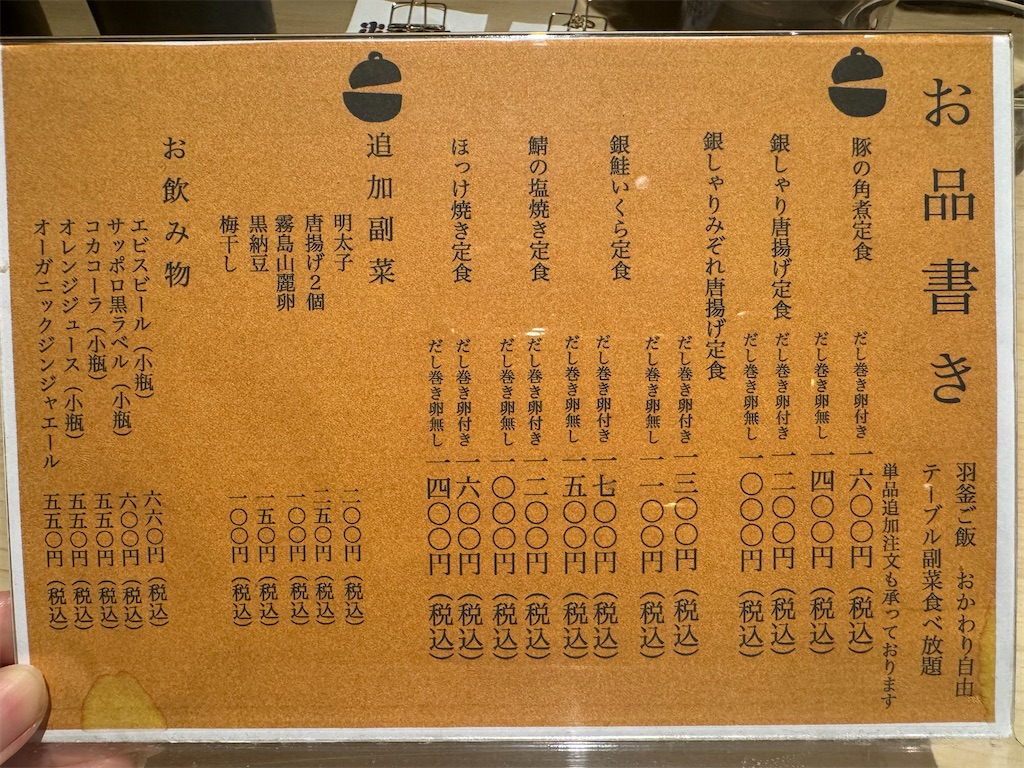 お品書き
羽釜ご飯　おかわり自由
テーブル副菜食べ放題
単品追加注文も承っております
豚の角煮定食
だし巻き卵付き 一六〇〇円（税込）
だし巻き卵無し 一四〇〇円（税込）
銀しゃり唐揚げ定食
だし巻き卵付き 一二〇〇円（税込）
だし巻き卵無し 一〇〇〇円（税込）
銀しゃりみぞれ唐揚げ定食
だし巻き卵付き 一三〇〇円（税込）
だし巻き卵無し 一一〇〇円（税込）
銀鮭いくら定食
だし巻き卵付き 一七〇〇円（税込）
だし巻き卵無し 一五〇〇円（税込）
鯖の塩焼き定食
だし巻き卵付き 一二〇〇円（税込）
だし巻き卵無し 一〇〇〇円（税込）
ほっけ焼き定食
だし巻き卵付き 一六〇〇円（税込）
だし巻き卵無し 一四〇〇円（税込）
追加副菜
明太子 二〇〇円（税込）
唐揚げ２個 二五〇円（税込）
霧島山麗卵 一〇〇円（税込）
黒納豆 一五〇円（税込）
梅干し 一〇〇円（税込）
お飲み物
エビスビール（小瓶） 六六〇円（税込）
サッポロ黒ラベル（小瓶） 六〇〇円（税込）
コカコーラ（小瓶） 五五〇円（税込）
オレンジジュース（小瓶） 五五〇円（税込）
オーガニックジンジャエール 五五〇円（税込）